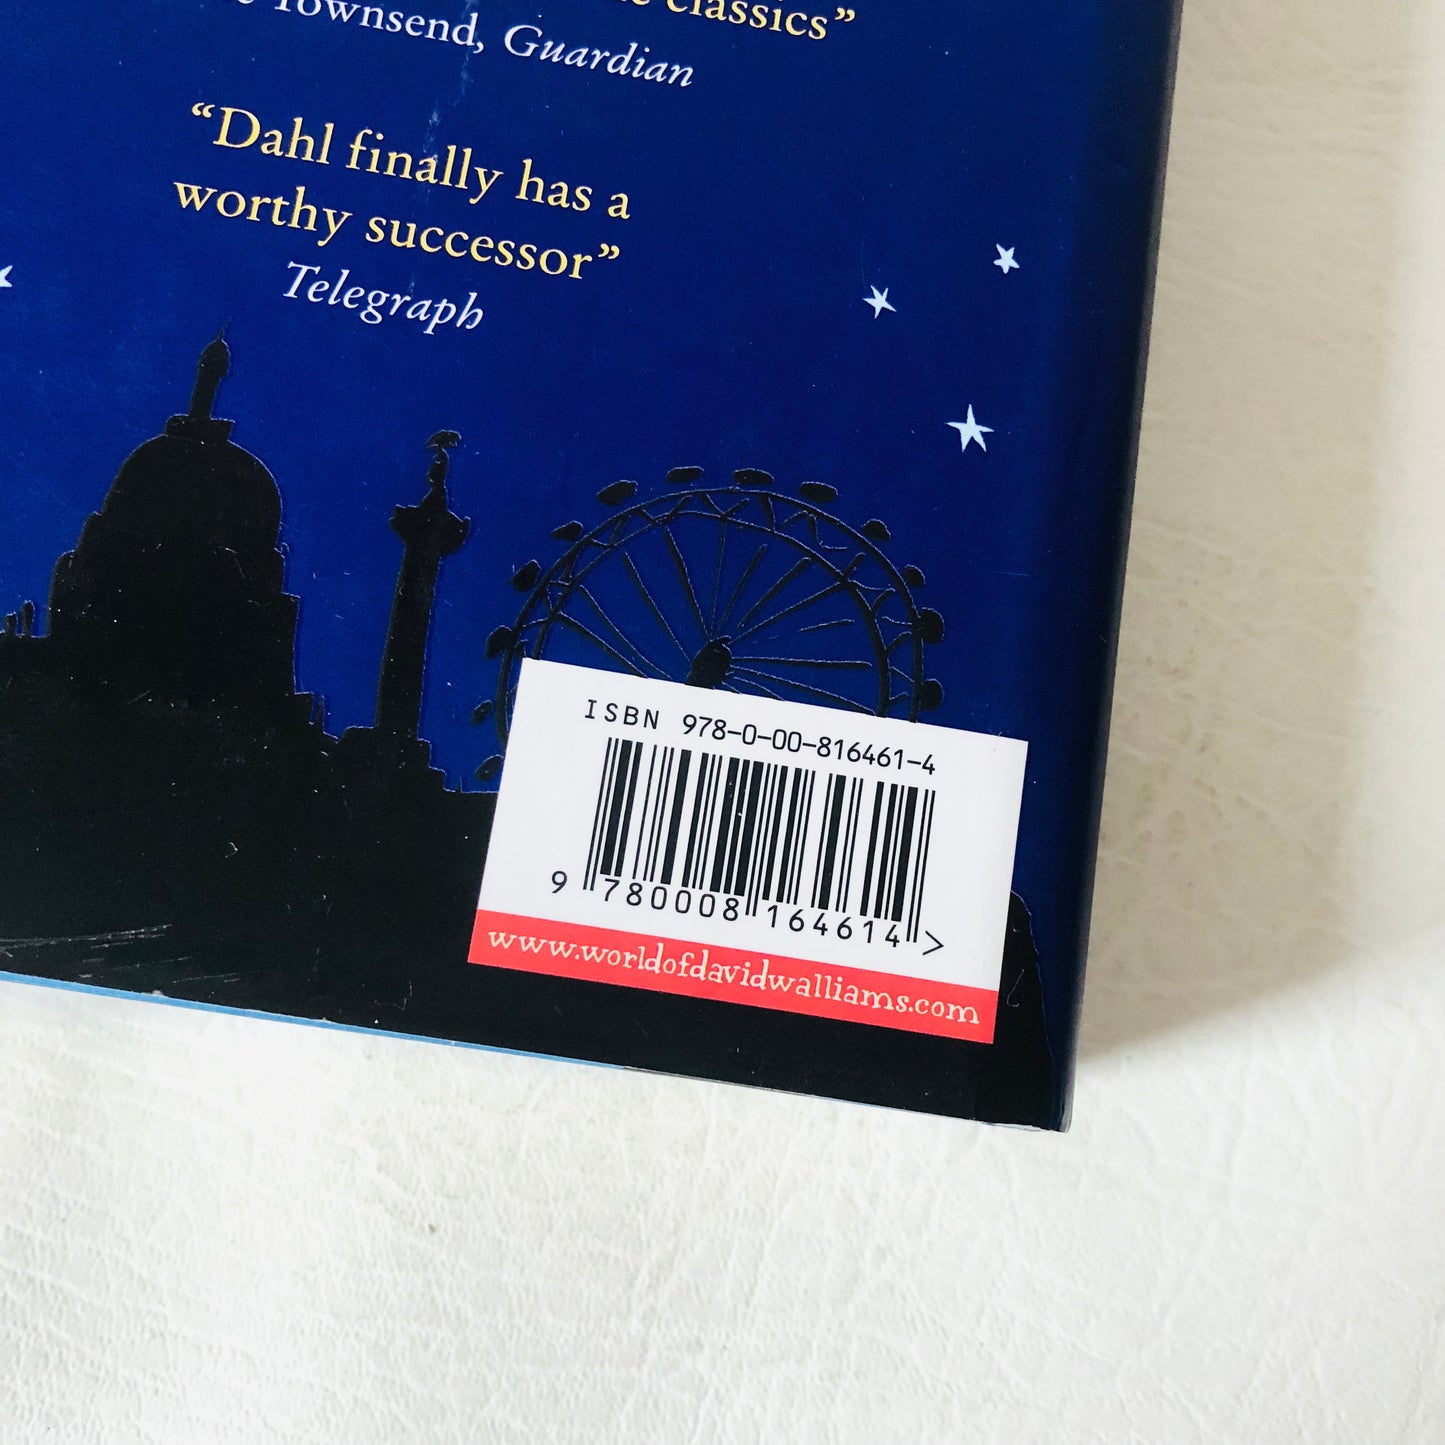 classics”
Townsend, Guardian
“Dahl finally has a
worthy successor”
Telegraph
ISBN 978-0-00-816461-4
9 780008 164614 >
www.worldofdavidwalliams.com